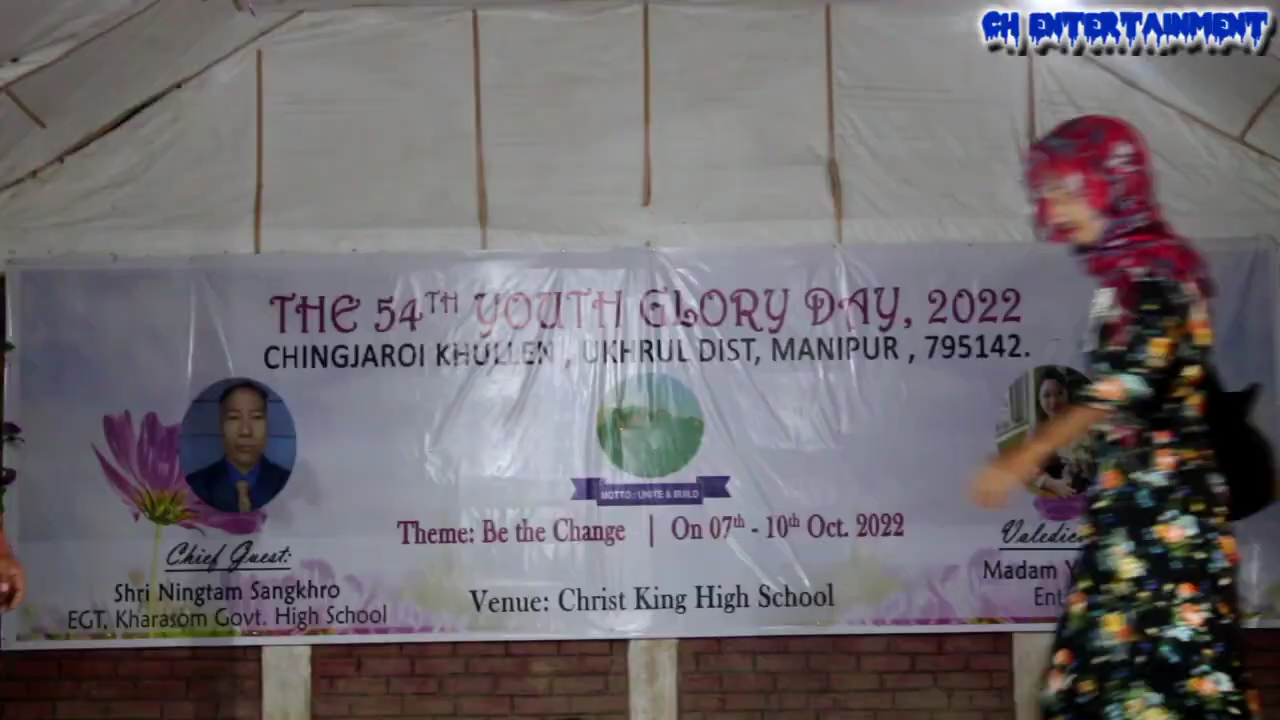 GH ENTERTAINMENT
THE 54TH YOUTH GLORY DAY, 2022
CHINGJAROI KHULLEN , UKHRUL DIST, MANIPUR , 795142.
MOTTO : UNITE & BUILD
Theme: Be the Change | On 07th - 10th Oct. 2022
Venue: Christ King High School
Chief Guest:
Shri Ningtam Sangkhro
EGT, Kharasom Govt. High School
Madam